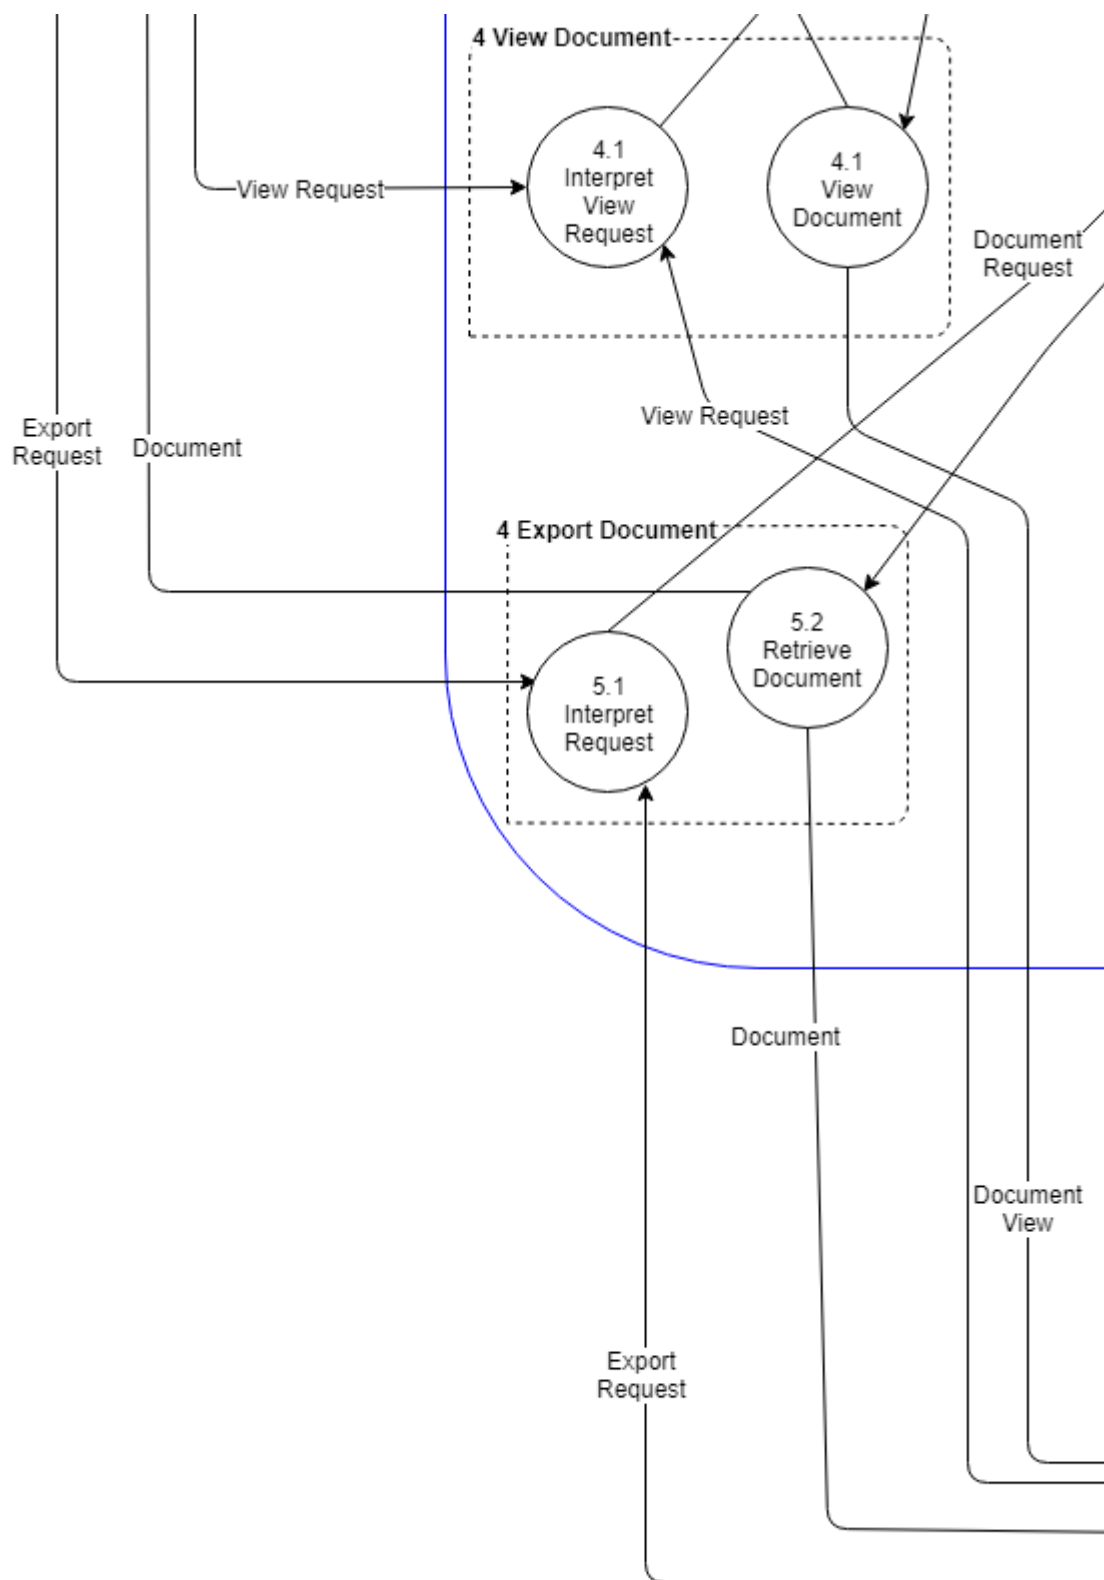 4 View Document
4.1
Interpret
View
Request
4.1
View
Document
View Request
Document
Request
View Request
Export
Request
Document
4 Export Document
5.2
Retrieve
Document
5.1
Interpret
Request
Document
Document
View
Export
Request